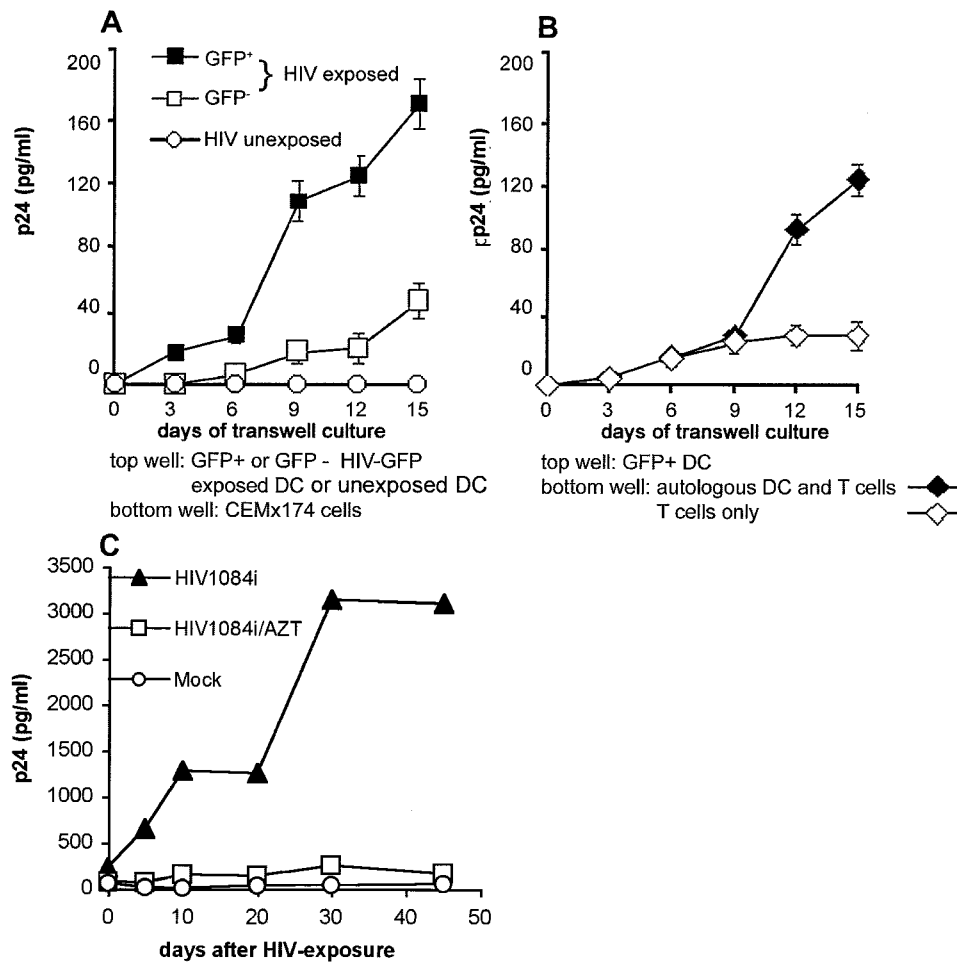 A
p24 (pg/ml)
200
160
120
80
40
0
GFP+
GFP-
} HIV exposed
HIV unexposed
0 3 6 9 12 15
days of transwell culture
top well: GFP+ or GFP - HIV-GFP
exposed DC or unexposed DC
bottom well: CEMx174 cells
B
pp24 (pg/ml)
200
160
120
80
40
0
0 3 6 9 12 15
days of transwell culture
top well: GFP+ DC
bottom well: autologous DC and T cells
T cells only
C
p24 (pg/ml)
3500
3000
2500
2000
1500
1000
500
0
HIV1084i
HIV1084i/AZT
Mock
0 10 20 30 40 50
days after HIV-exposure